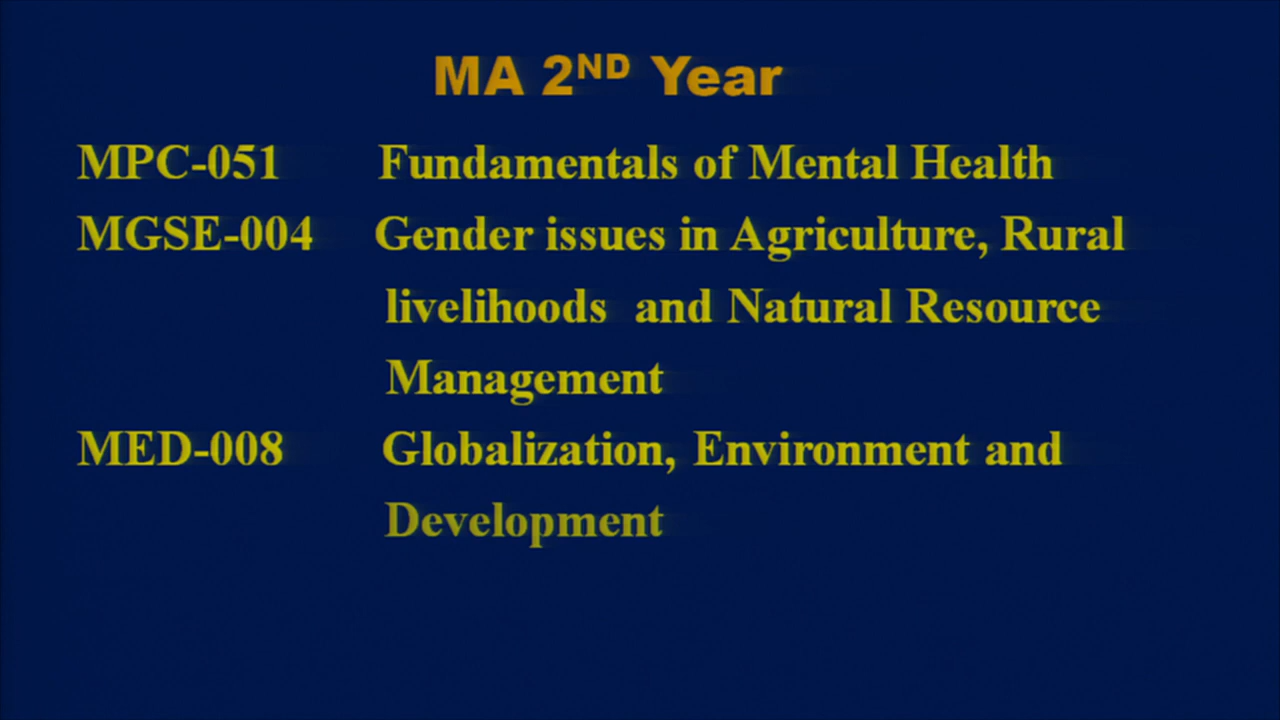 MA 2ND Year
MPC-051 Fundamentals of Mental Health
MGSE-004 Gender issues in Agriculture, Rural
livelihoods and Natural Resource
Management
MED-008 Globalization, Environment and
Development